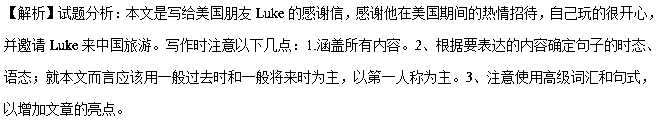 【解析】试题分析：本文是写给美国朋友 Luke 的感谢信，感谢他在美国期间的热情招待，自己玩的很开心，
并邀请 Luke 来中国旅游。写作时注意以下几点：1.涵盖所有内容。2、根据要表达的内容确定句子的时态、
语态；就本文而言应该用一般过去时和一般将来时为主，以第一人称为主。3、注意使用高级词汇和句式，
以增加文章的亮点。